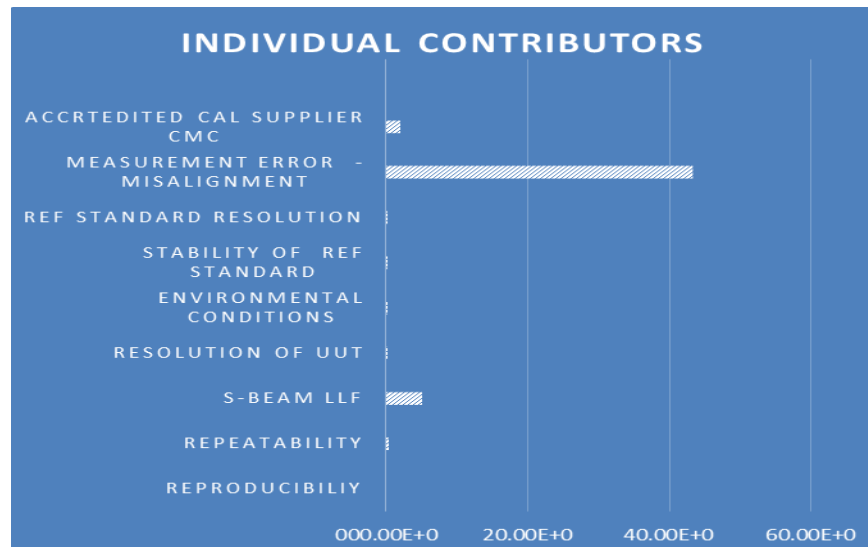 INDIVIDUAL CONTRIBUTORS
ACCRTEDITED CAL SUPPLIER
CMC
MEASUREMENT ERROR -
MISALIGNMENT
REF STANDARD RESOLUTION
STABILITY OF REF
STANDARD
ENVIRONMENTAL
CONDITIONS
RESOLUTION OF UUT
S-BEAM LLF
REPEATABILITY
REPRODUCIBILIY
000.00E+0 20.00E+0 40.00E+0 60.00E+0